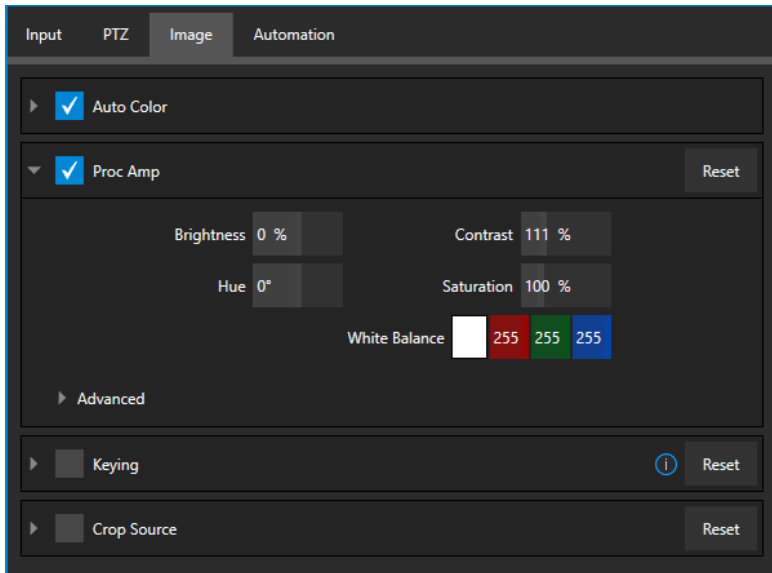 Input PTZ Image Automation
Auto Color
Proc Amp Reset
Brightness 0 % Contrast 111 %
Hue 0° Saturation 100 %
White Balance 255 255 255
Advanced
Keying i Reset
Crop Source Reset